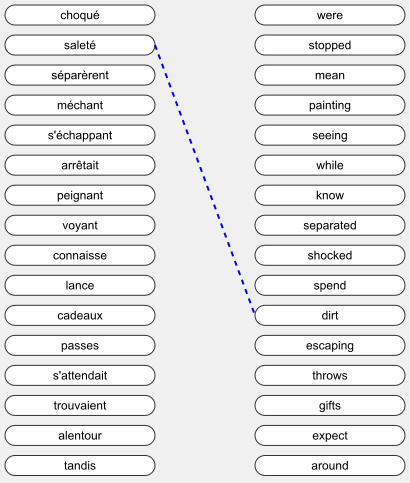 choqué
saleté
séparèrent
méchant
s'échappant
arrêtait
peignant
voyant
connaisse
lance
cadeaux
passes
s'attendait
trouvaient
alentour
tandis
were
stopped
mean
painting
seeing
while
know
separated
shocked
spend
dirt
escaping
throws
gifts
expect
around